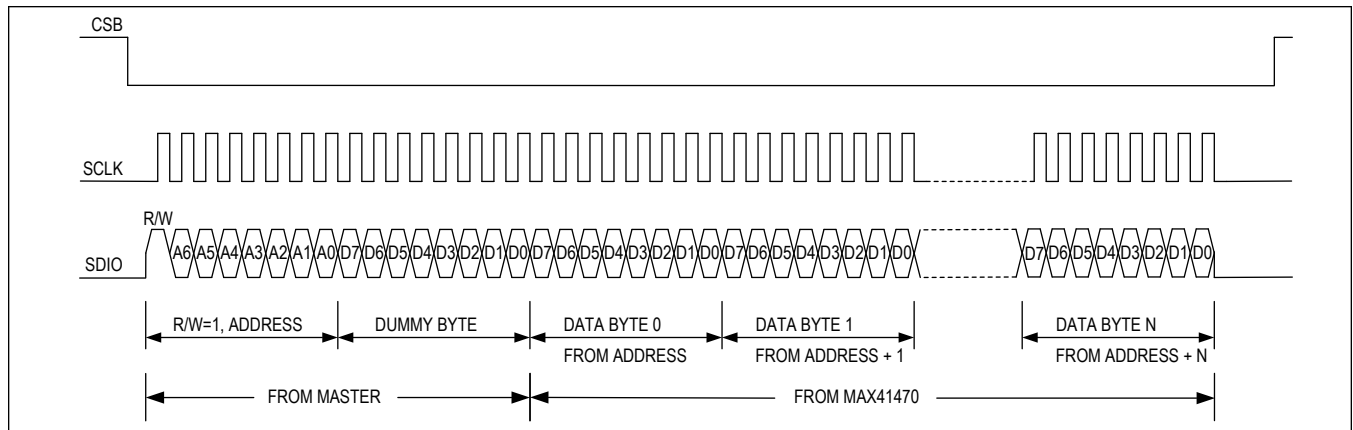 CSB
SCLK
R/W
SDIO A6 A5 A4 A3 A2 A1 A0 D7 D6 D5 D4 D3 D2 D1 D0 D7 D6 D5 D4 D3 D2 D1 D0 D7 D6 D5 D4 D3 D2 D1 D0 D7 D6 D5 D4 D3 D2 D1 D0
R/W=1, ADDRESS DUMMY BYTE DATA BYTE 0 DATA BYTE 1 DATA BYTE N
FROM ADDRESS FROM ADDRESS + 1 FROM ADDRESS + N
FROM MASTER FROM MAX41470